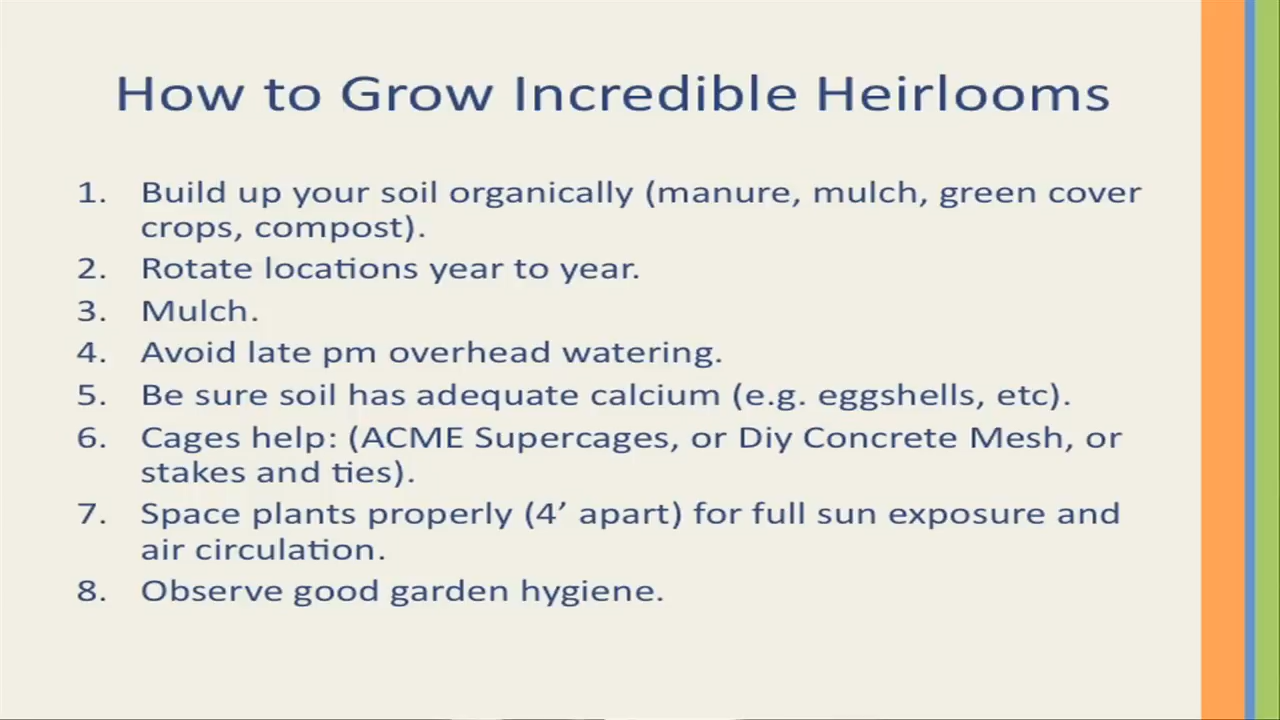 How to Grow Incredible Heirlooms
1. Build up your soil organically (manure, mulch, green cover
crops, compost).
2. Rotate locations year to year.
3. Mulch.
4. Avoid late pm overhead watering.
5. Be sure soil has adequate calcium (e.g. eggshells, etc).
6. Cages help: (ACME Supercages, or Diy Concrete Mesh, or
stakes and ties).
7. Space plants properly (4’ apart) for full sun exposure and
air circulation.
8. Observe good garden hygiene.